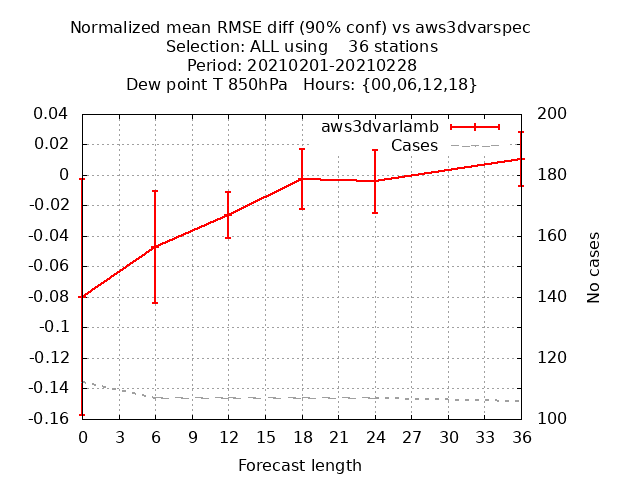 Normalized mean RMSE diff (90% conf) vs aws3dvarspec
Selection: ALL using    36 stations
Period: 20210201-20210228
Dew point T 850hPa   Hours: {00,06,12,18}
aws3dvarlamb
Cases
0.04
0.02
0
-0.02
-0.04
-0.06
-0.08
-0.1
-0.12
-0.14
-0.16
200
180
160
140
120
100
No cases
0 3 6 9 12 15 18 21 24 27 30 33 36
Forecast length